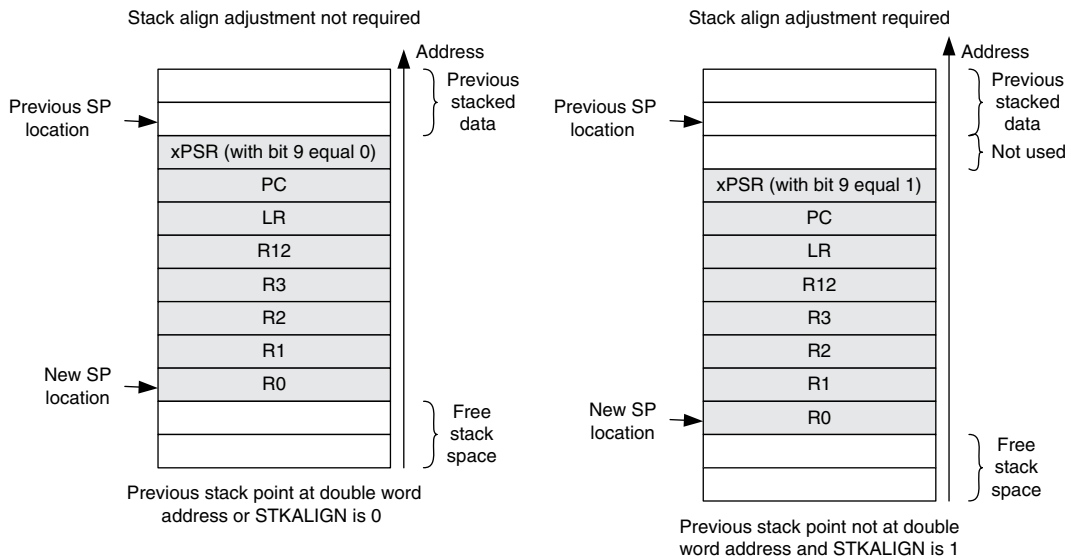 Stack align adjustment not required
Address
Previous
stacked
data
Previous SP
location
xPSR (with bit 9 equal 0)
PC
LR
R12
R3
R2
R1
R0
New SP
location
Free
stack
space
Previous stack point at double word
address or STKALIGN is 0
Stack align adjustment required
Address
Previous
stacked
data
Previous SP
location
Not used
xPSR (with bit 9 equal 1)
PC
LR
R12
R3
R2
R1
R0
New SP
location
Free
stack
space
Previous stack point not at double
word address and STKALIGN is 1